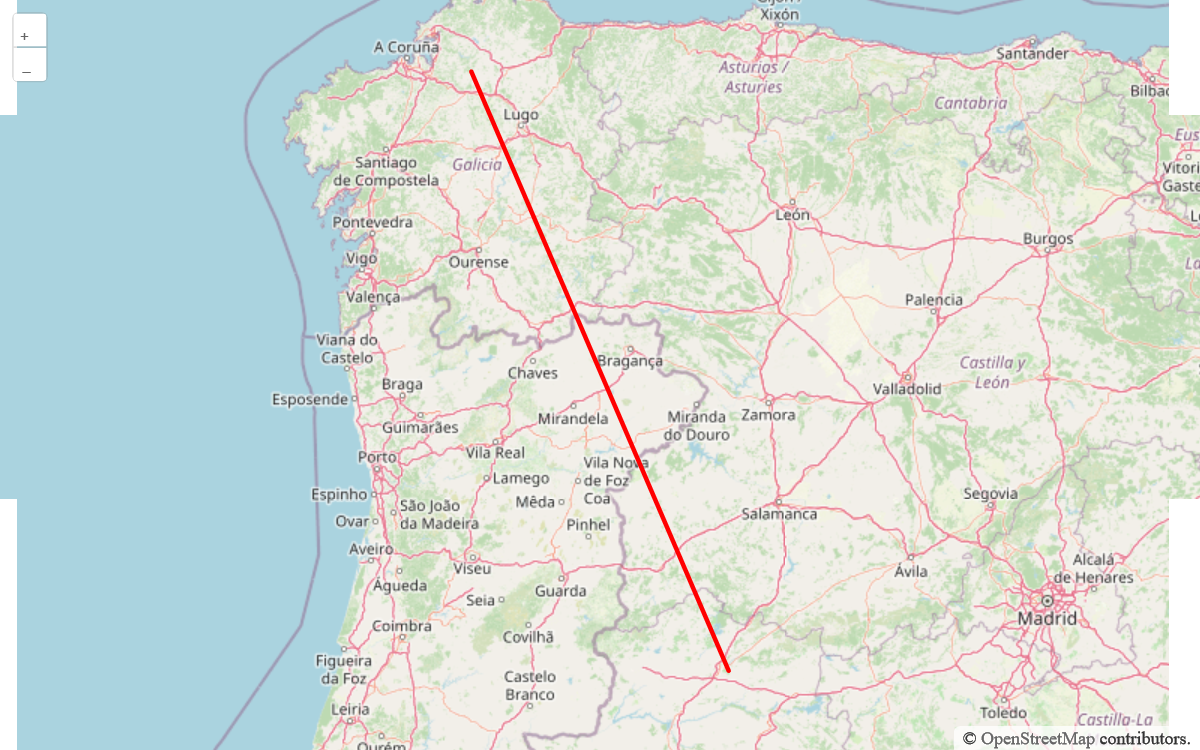 Gijón /
Xixón
+
A Coruña
Santander
–
Asturias /
Asturies
Bilbao
Cantabria
Lugo
Santiago
de Compostela
Galicia
Pontevedra
León
Burgos
Vigo
Ourense
Valença
Palencia
Viana do
Castelo
Bragança
Chaves
Castilla y
León
Braga
Valladolid
Esposende
Mirandela
Miranda
do Douro
Zamora
Guimarães
Porto
Vila Real
Vila Nova
de Foz
Coa
Lamego
Espinho
Mêda
Segovia
São João
da Madeira
Salamanca
Ovar
Pinhel
Aveiro
Viseu
Ávila
Alcalá
de Henares
Águeda
Guarda
Seia
Madrid
Coimbra
Covilhã
Figueira
da Foz
Castelo
Branco
Leiria
Toledo
Castilla-La
Ourém
© OpenStreetMap contributors.